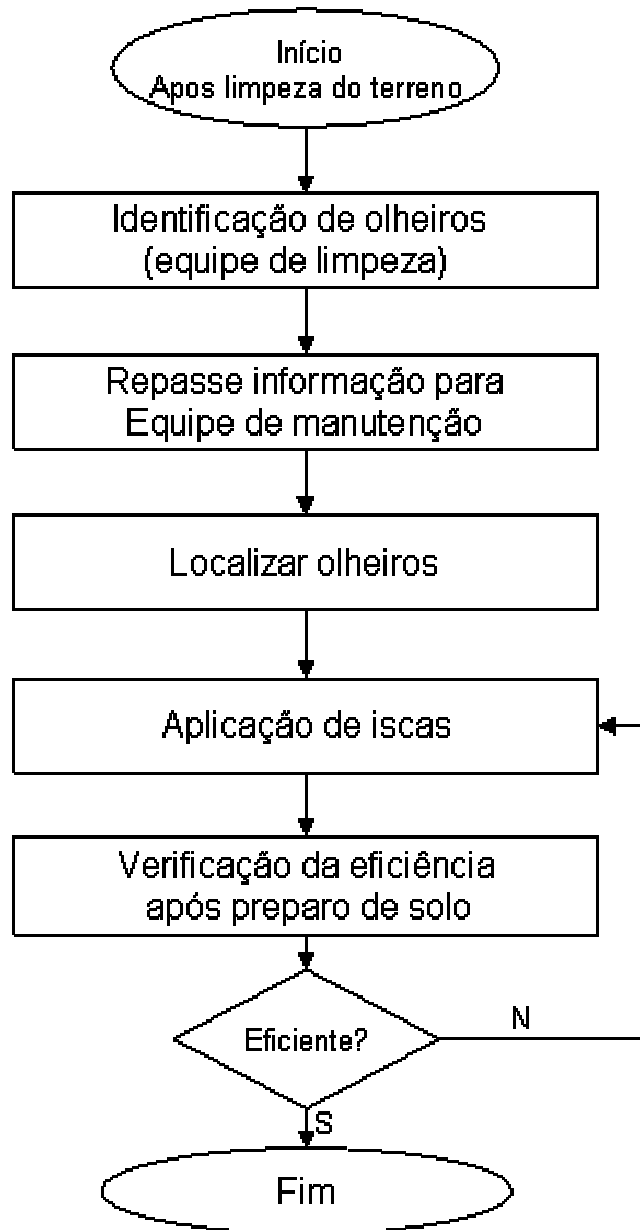 Início
Apos limpeza do terreno
Identificação de olheiros
(equipe de limpeza)
Repasse informação para
Equipe de manutenção
Localizar olheiros
Aplicação de iscas
Verificação da eficiência
após preparo de solo
Eficiente?
N
S
Fim